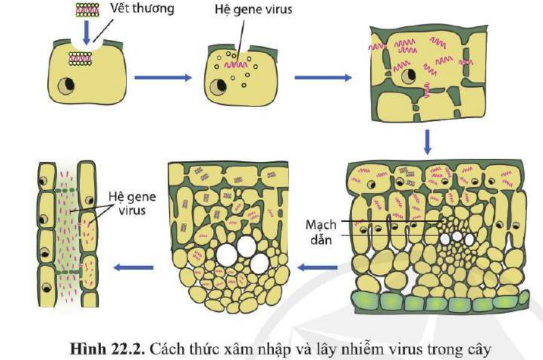 Vết thương
Hệ gene virus
Hệ gene
virus
Mạch
dẫn
Hình 22.2. Cách thức xâm nhập và lây nhiễm virus trong cây